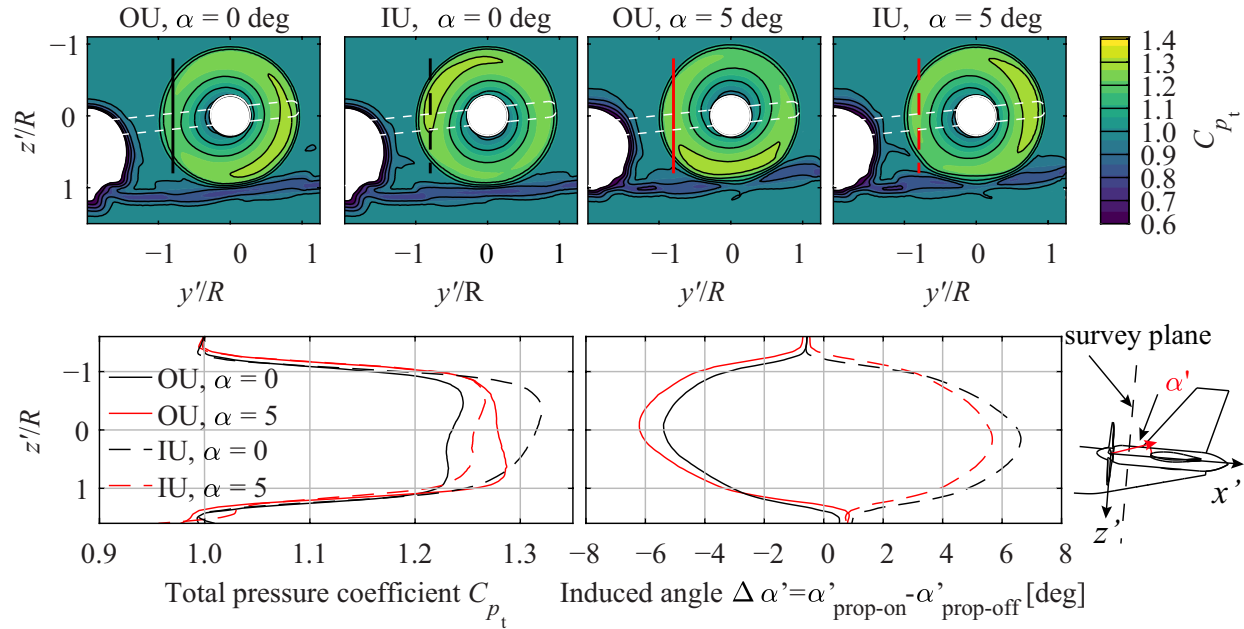 OU, α = 0 deg
IU, α = 0 deg
OU, α = 5 deg
IU, α = 5 deg
z'/R
−1
0
1
−1 0 1
−1 0 1
−1 0 1
−1 0 1
y'/R
y'/R
y'/R
y'/R
1.4
1.3
1.2
1.1
1.0
0.9
0.8
0.7
0.6
C_{p_t}
z'/R
−1
0
1
OU, α = 0
OU, α = 5
IU, α = 0
IU, α = 5
0.9 1.0 1.1 1.2 1.3
Total pressure coefficient C_{p_t}
−8 −6 −4 −2 0 2 4 6 8
Induced angle Δ α'=α'_{prop-on}-α'_{prop-off} [deg]
survey plane
α'
x'
z'